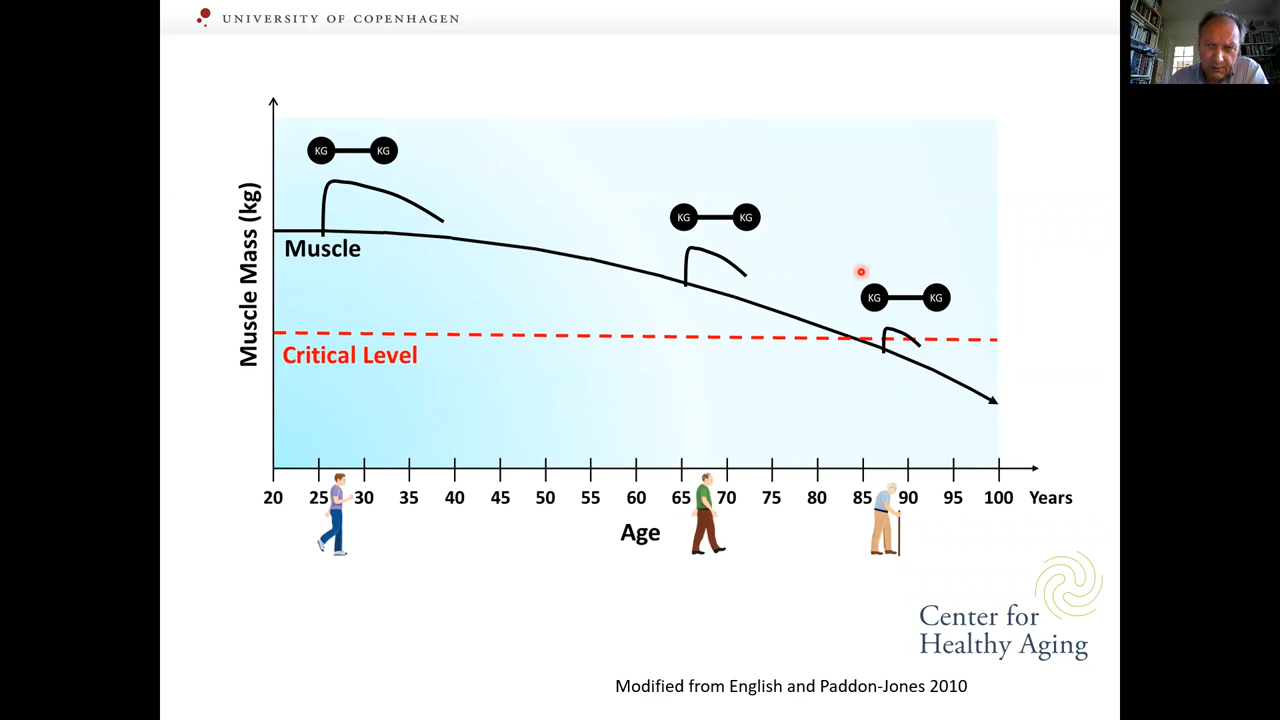 UNIVERSITY OF COPENHAGEN
KG KG
KG KG
KG KG
Muscle Mass (kg)
Muscle
Critical Level
20 25 30 35 40 45 50 55 60 65 70 75 80 85 90 95 100 Years
Age
Center for
Healthy Aging
Modified from English and Paddon-Jones 2010